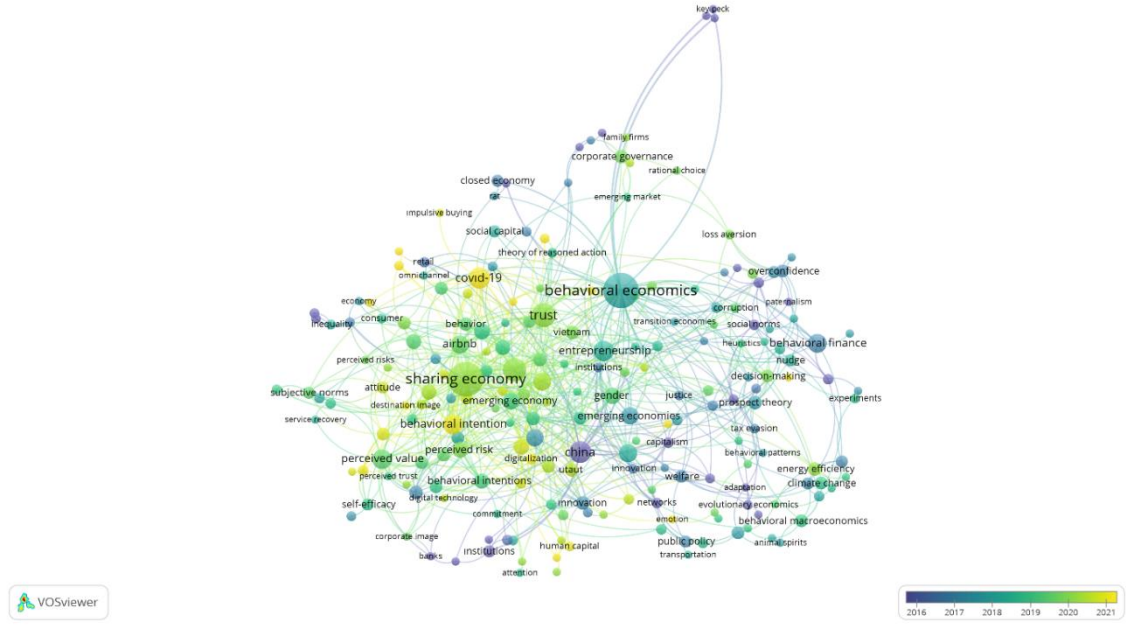 key deck
family firms
corporate governance
rational choice
closed economy
rat
emerging market
impulsive buying
social capital
loss aversion
theory of reasoned action
retail
omnichannel
covid-19
overconfidence
behavioral economics
economy
corruption
paternalism
inequality
consumer
behavior
trust
vietnam
transition economies
social norms
airbnb
entrepreneurship
heuristics
behavioral finance
perceived risks
institutions
nudge
sharing economy
decision-making
subjective norms
attitude
destination image
emerging economy
gender
justice
prospect theory
experiments
service recovery
behavioral intention
emerging economies
tax evasion
perceived value
perceived risk
digitalization
china
capitalism
behavioral patterns
perceived trust
behavioral intentions
utaut
innovation
welfare
energy efficiency
climate change
adaptation
self-efficacy
digital technology
commitment
innovation
networks
evolutionary economics
emotion
behavioral macroeconomics
corporate image
banks
institutions
human capital
public policy
transportation
animal spirits
attention
VOSviewer
2016 2017 2018 2019 2020 2021